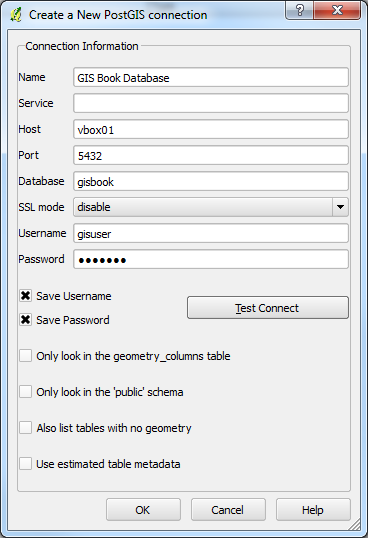 Create a New PostGIS connection
Connection Information
Name GIS Book Database
Service
Host vbox01
Port 5432
Database gisbook
SSL mode disable
Username gisuser
Password ●●●●●●●
Save Username
Test Connect
Save Password
Only look in the geometry_columns table
Only look in the 'public' schema
Also list tables with no geometry
Use estimated table metadata
OK Cancel Help